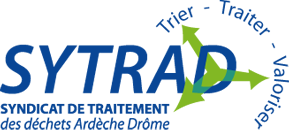 Trier - Traiter - Valoriser
SYTRAD
SYNDICAT DE TRAITEMENT
des déchets Ardèche Drôme